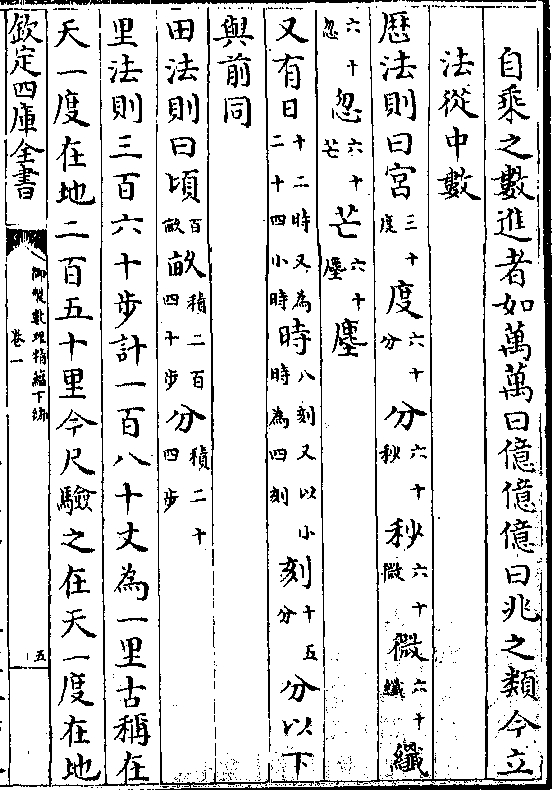 自乘之數進者如萬萬曰億億億曰兆之類今立
法從中數
厯法則曰宮三十度度六十分分六十秒秒六十微微六十纖纖
六十忽忽六十芒芒六十塵塵
又有日十二時又為二十四小時時八刻又以小時為四刻刻十五分分以下
與前同
田法則曰頃百畝畝積二百四十步分積二十四步
里法則三百六十步計一百八十丈為一里古稱在
天一度在地二百五十里今尺驗之在天一度在地
欽定四庫全書
御製數理精藴下編
卷一
五